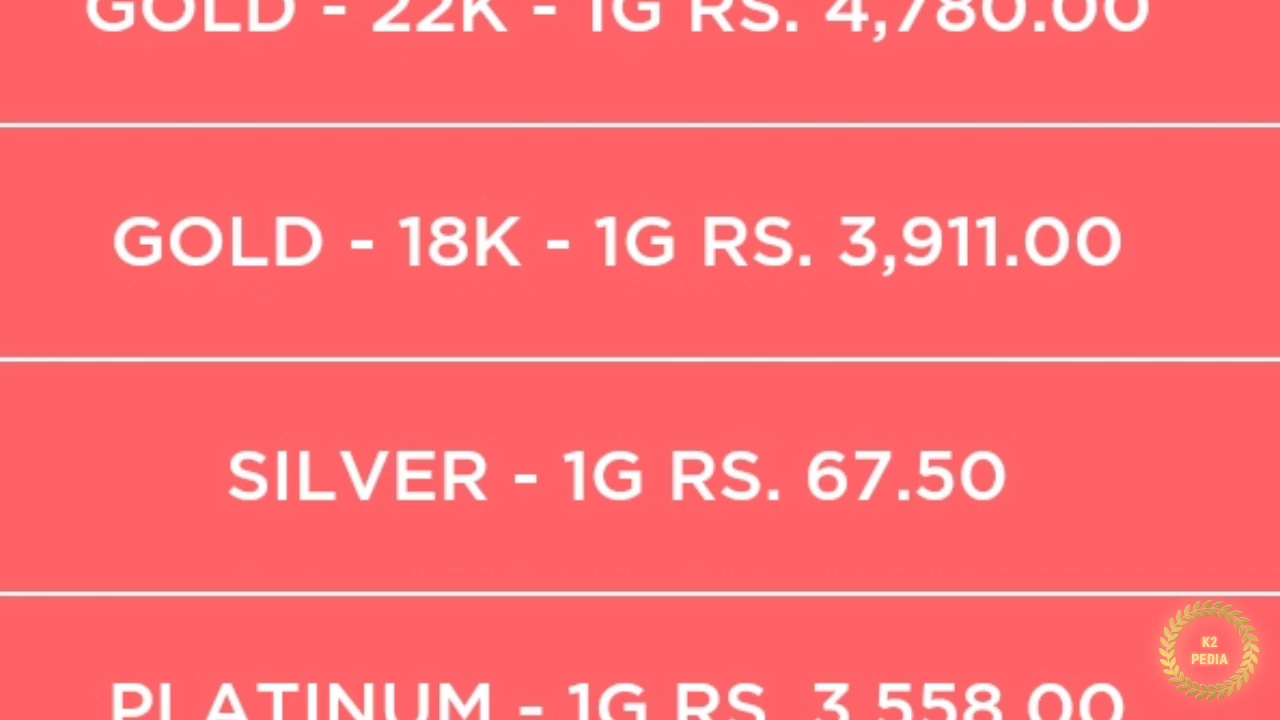 GOLD - 22K - 1G RS. 4,780.00
GOLD - 18K - 1G RS. 3,911.00
SILVER - 1G RS. 67.50
PLATINUM - 1G RS. 3,558.00
K2
PEDIA